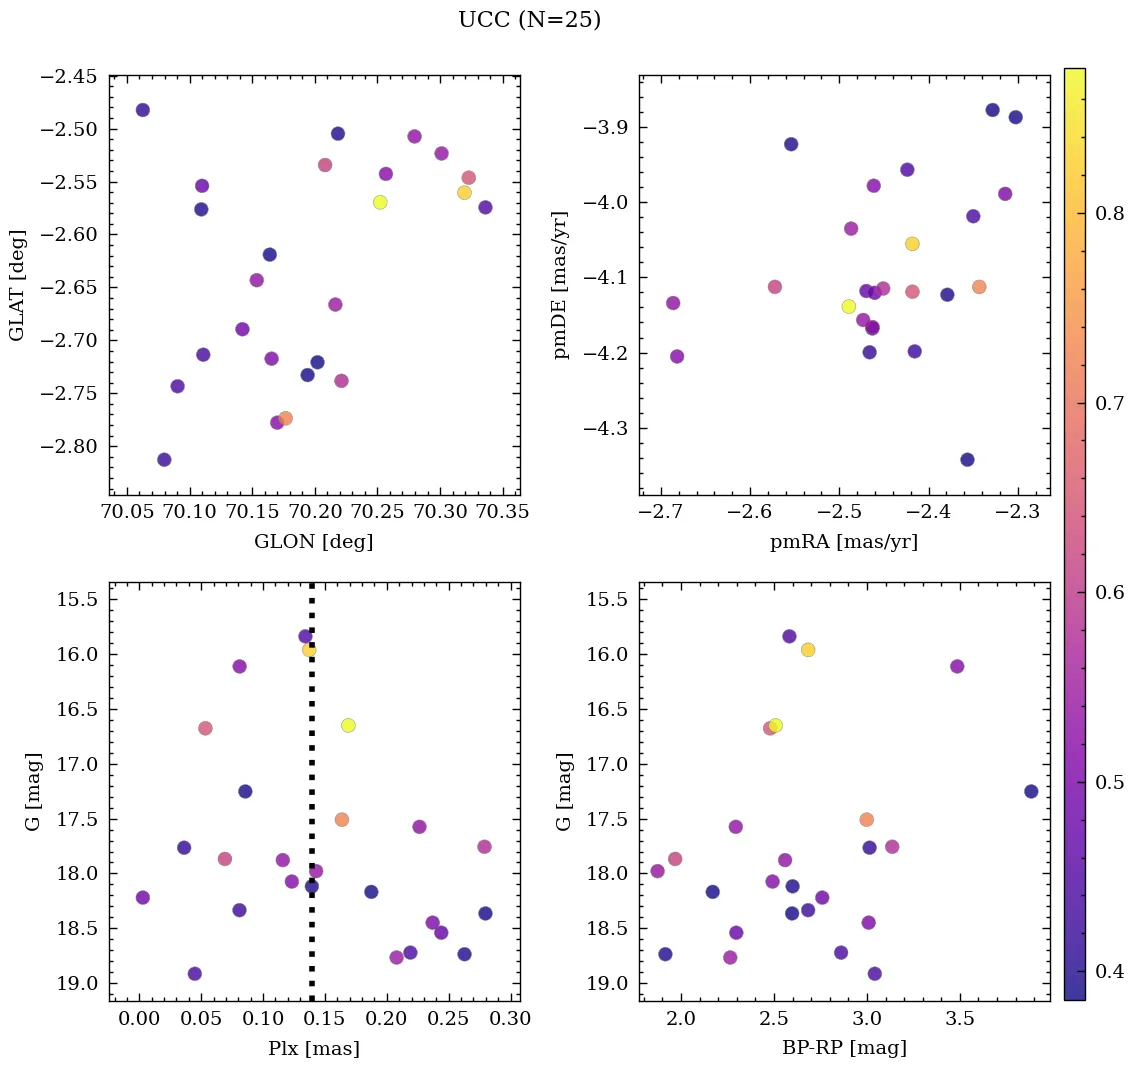 UCC (N=25)
−2.45
−2.50
−2.55
−2.60
−2.65
−2.70
−2.75
−2.80
GLAT [deg]
70.05 70.10 70.15 70.20 70.25 70.30 70.35
GLON [deg]
−3.9
−4.0
−4.1
−4.2
−4.3
pmDE [mas/yr]
−2.7 −2.6 −2.5 −2.4 −2.3
pmRA [mas/yr]
0.8
0.7
0.6
0.5
0.4
15.5
16.0
16.5
17.0
17.5
18.0
18.5
19.0
G [mag]
0.00 0.05 0.10 0.15 0.20 0.25 0.30
Plx [mas]
15.5
16.0
16.5
17.0
17.5
18.0
18.5
19.0
G [mag]
2.0 2.5 3.0 3.5
BP-RP [mag]